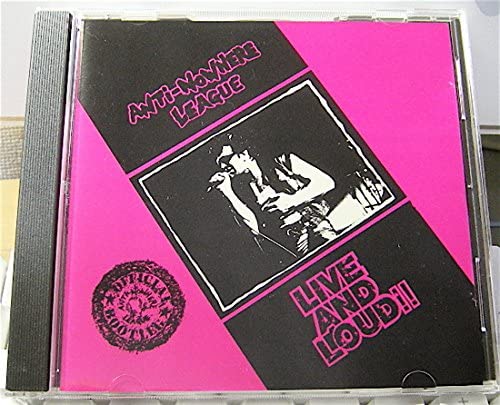 ANTi-NOWHERE
LEAGUE
LIVE
AND
LOUD!!
OFFICIAL
BOOTLEG